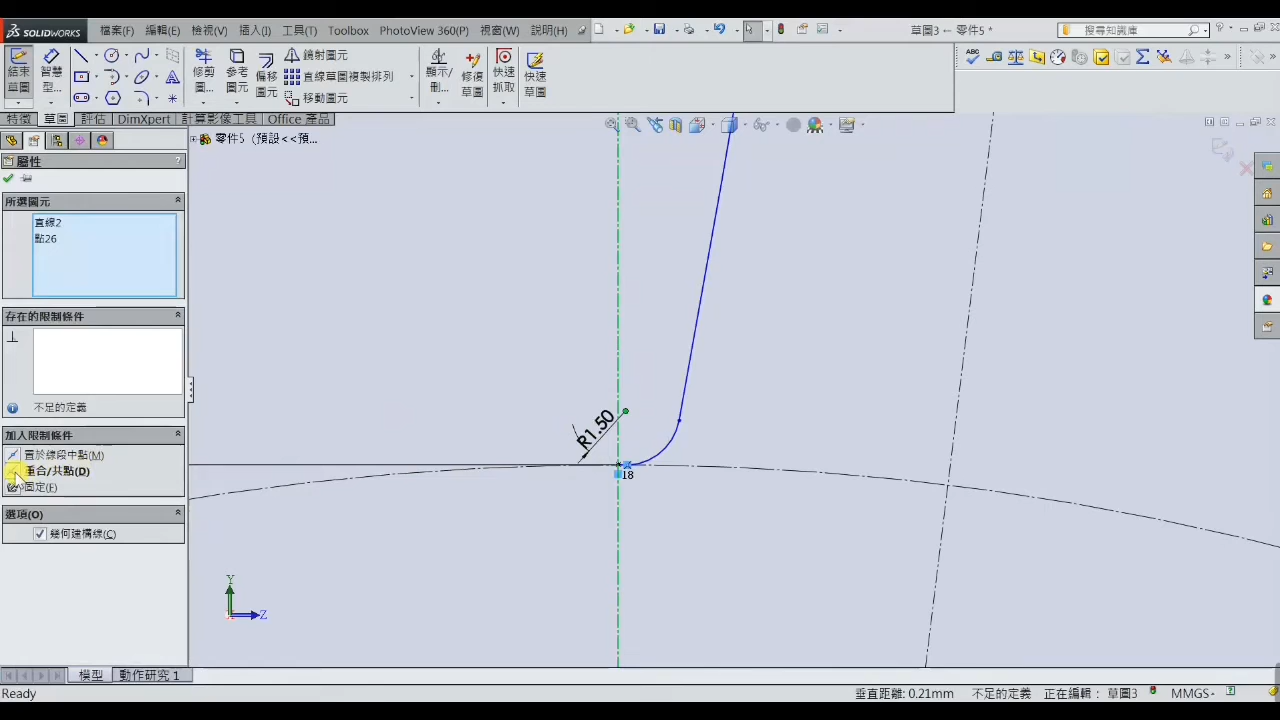 SOLIDWORKS 檔案(F) 編輯(E) 檢視(V) 插入(I) 工具(T) Toolbox PhotoView 360(P) 視窗(W) 說明(H) 草圖3 ← 零件5 * 搜尋知識庫
結束草圖
智慧型...
修剪圖...
參考圖元
偏移圖元
鏡射圖元
直線草圖複製排列
移動圖元
顯示/刪...
修復草圖
快速抓取
快速草圖
特徵 草圖 評估 DimXpert 計算影像工具 Office 產品
屬性
零件5 (預設<<預...
所選圖元
直線2
點26
存在的限制條件
不足的定義
加入限制條件
置於線段中點(M)
重合/共點(D)
固定(F)
選項(O)
幾何建構線(C)
R1.50
18
Y
Z
模型 動作研究 1
Ready 垂直距離: 0.21mm 不足的定義 正在編輯: 草圖3 MMGS